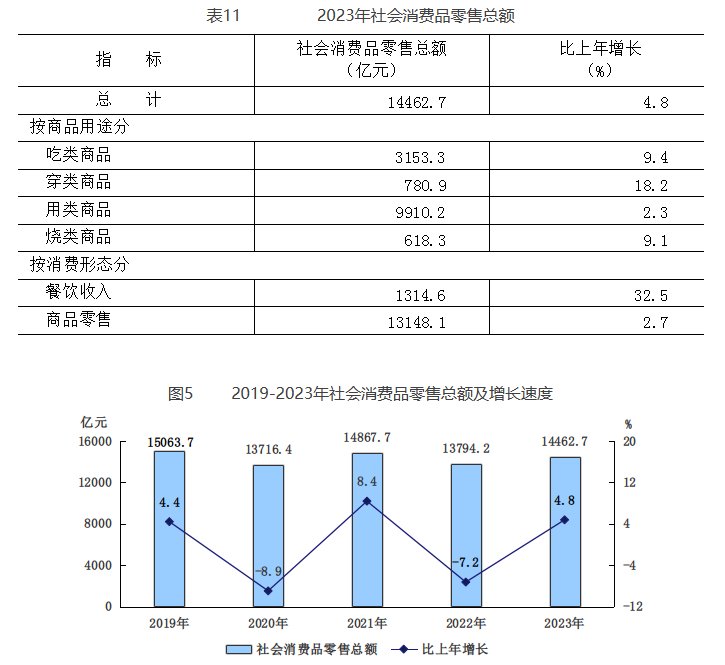 表11 2023年社会消费品零售总额
指 标 社会消费品零售总额（亿元） 比上年增长（%）
总 计 14462.7 4.8
按商品用途分
吃类商品 3153.3 9.4
穿类商品 780.9 18.2
用类商品 9910.2 2.3
烧类商品 618.3 9.1
按消费形态分
餐饮收入 1314.6 32.5
商品零售 13148.1 2.7
图5 2019-2023年社会消费品零售总额及增长速度
亿元 %
16000 15063.7 13716.4 14867.7 13794.2 14462.7 20
12000 4.4 8.4 4.8 12
8000 4
4000 -8.9 -7.2 -4
0 -12
2019年 2020年 2021年 2022年 2023年
社会消费品零售总额 比上年增长